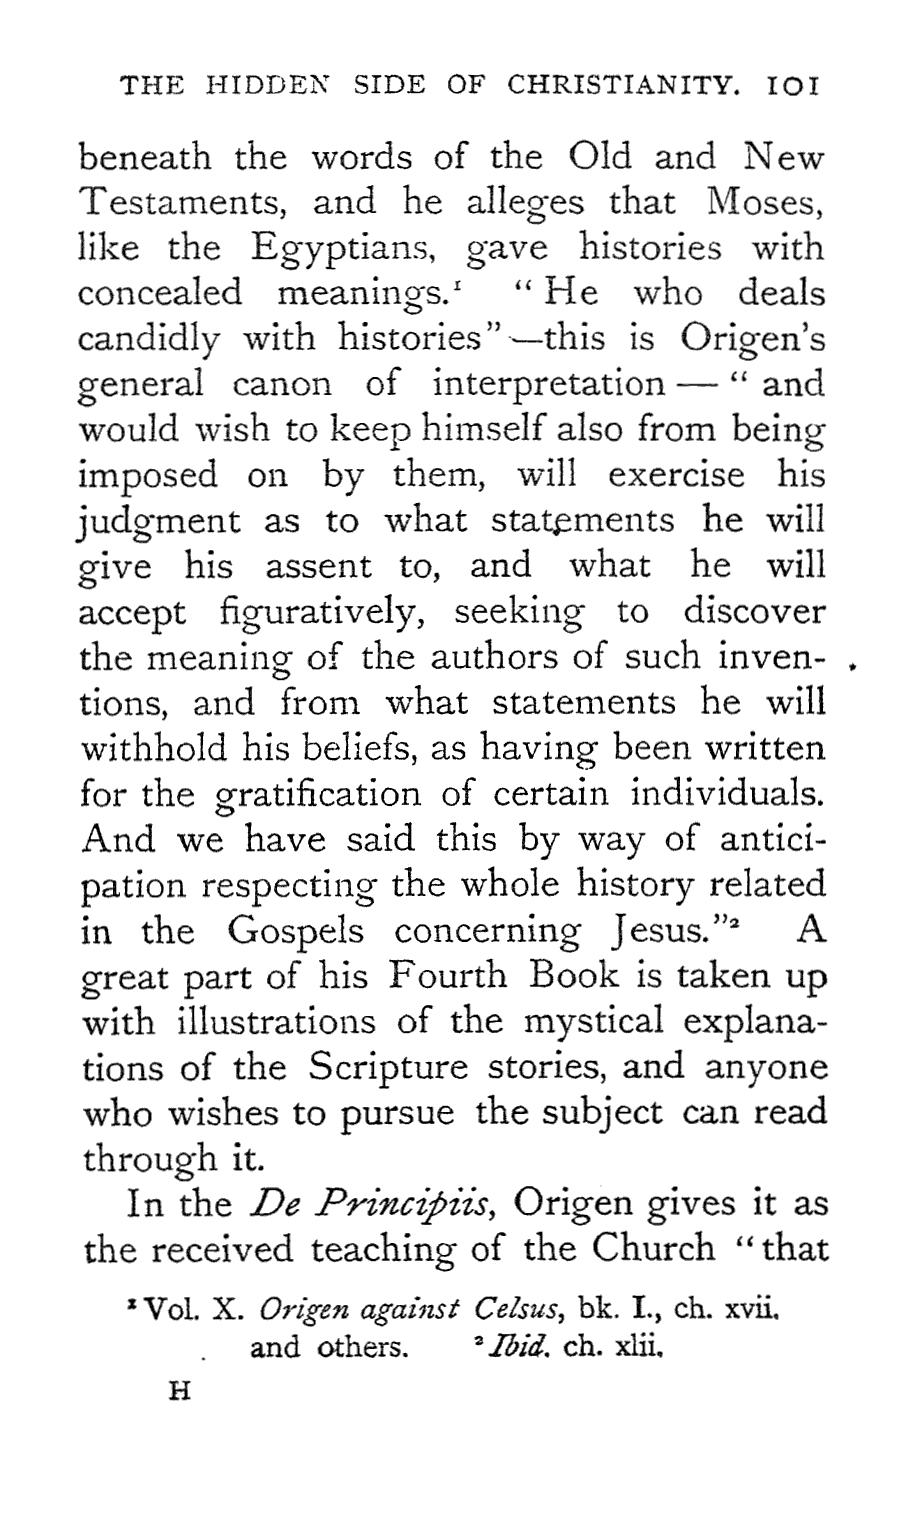 THE HIDDEN SIDE OF CHRISTIANITY. 101
beneath the words of the Old and New
Testaments, and he alleges that Moses,
like the Egyptians, gave histories with
concealed meanings.¹ “He who deals
candidly with histories”—this is Origen's
general canon of interpretation — “and
would wish to keep himself also from being
imposed on by them, will exercise his
judgment as to what statements he will
give his assent to, and what he will
accept figuratively, seeking to discover
the meaning of the authors of such inven-
tions, and from what statements he will
withhold his beliefs, as having been written
for the gratification of certain individuals.
And we have said this by way of antici-
pation respecting the whole history related
in the Gospels concerning Jesus.”² A
great part of his Fourth Book is taken up
with illustrations of the mystical explana-
tions of the Scripture stories, and anyone
who wishes to pursue the subject can read
through it.
In the De Principiis, Origen gives it as
the received teaching of the Church “that
¹ Vol. X. Origen against Celsus, bk. I., ch. xvii.
and others. ² Ibid. ch. xlii.
H